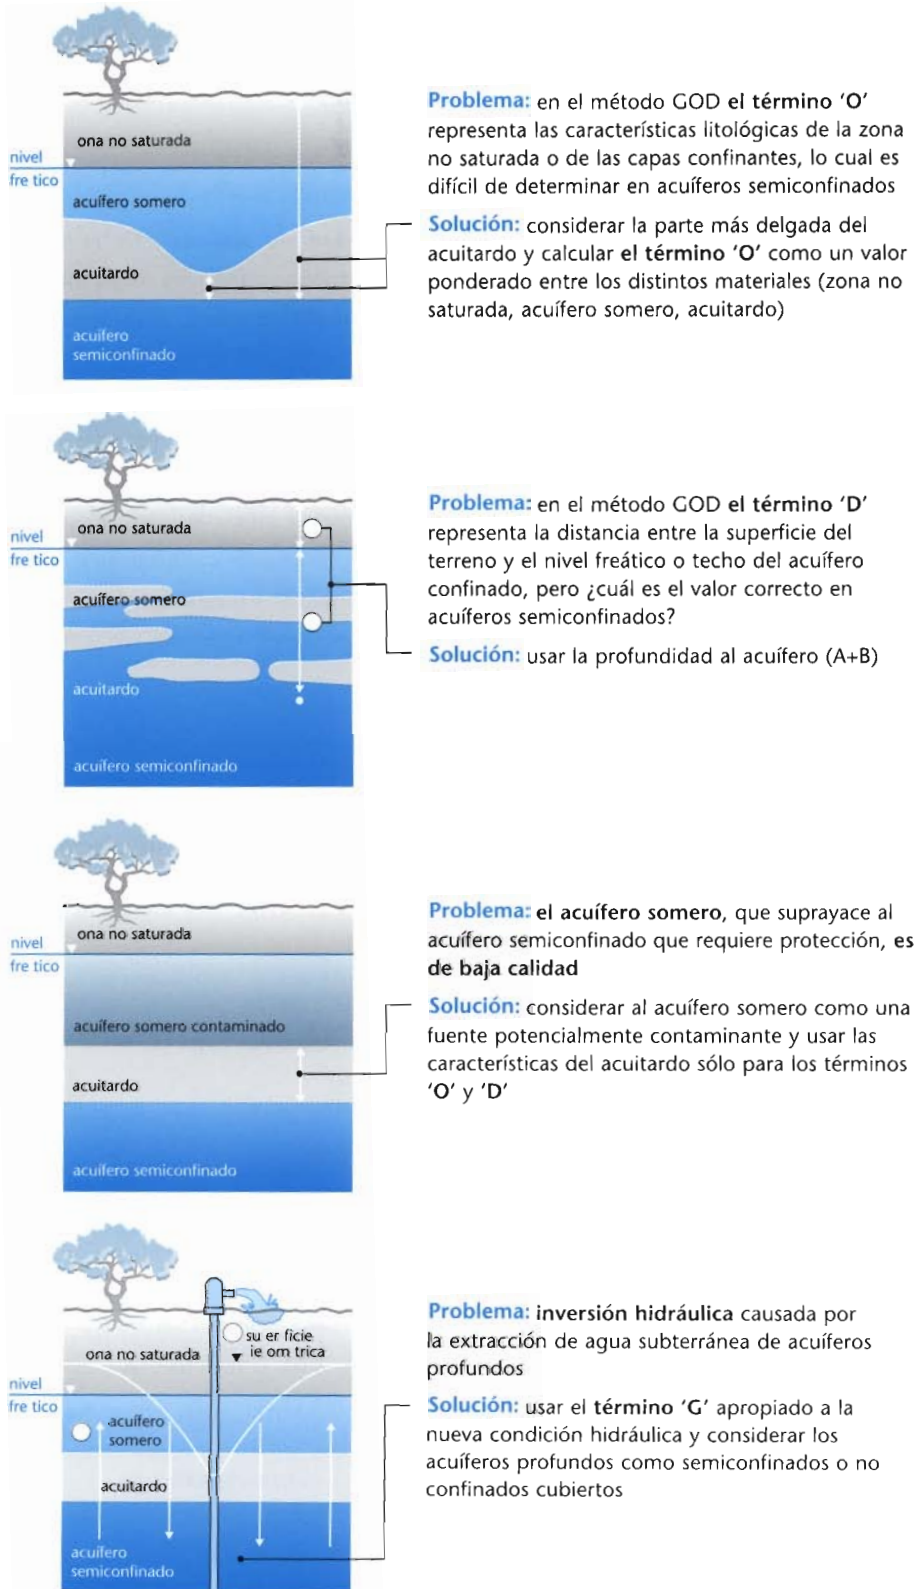 ona no saturada
nivel
fre tico
acuífero somero
acuitardo
acuífero
semiconfinado
Problema: en el método GOD el término 'O'
representa las características litológicas de la zona
no saturada o de las capas confinantes, lo cual es
difícil de determinar en acuíferos semiconfinados
Solución: considerar la parte más delgada del
acuitardo y calcular el término 'O' como un valor
ponderado entre los distintos materiales (zona no
saturada, acuífero somero, acuitardo)
ona no saturada
nivel
fre tico
acuífero somero
acuitardo
acuífero semiconfinado
Problema: en el método GOD el término 'D'
representa la distancia entre la superficie del
terreno y el nivel freático o techo del acuífero
confinado, pero ¿cuál es el valor correcto en
acuíferos semiconfinados?
Solución: usar la profundidad al acuífero (A+B)
ona no saturada
nivel
fre tico
acuífero somero contaminado
acuitardo
acuífero semiconfinado
Problema: el acuífero somero, que suprayace al
acuífero semiconfinado que requiere protección, es
de baja calidad
Solución: considerar al acuífero somero como una
fuente potencialmente contaminante y usar las
características del acuitardo sólo para los términos
'O' y 'D'
su er ficie
ie om trica
ona no saturada
nivel
fre tico
acuífero
somero
acuitardo
acuífero
semiconfinado
Problema: inversión hidráulica causada por
la extracción de agua subterránea de acuíferos
profundos
Solución: usar el término 'G' apropiado a la
nueva condición hidráulica y considerar los
acuíferos profundos como semiconfinados o no
confinados cubiertos